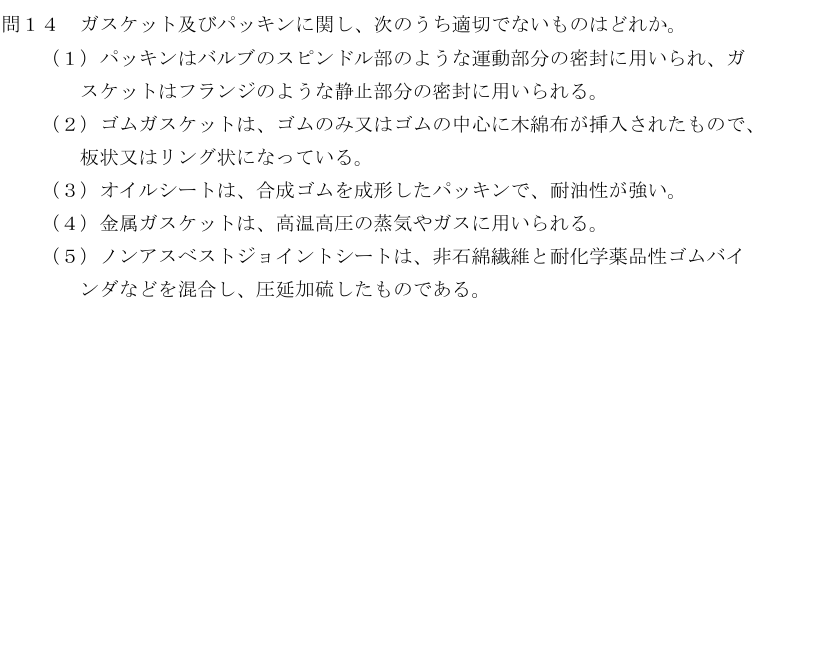 問１４　ガスケット及びパッキンに関し、次のうち適切でないものはどれか。
（１）パッキンはバルブのスピンドル部のような運動部分の密封に用いられ、ガ
スケットはフランジのような静止部分の密封に用いられる。
（２）ゴムガスケットは、ゴムのみ又はゴムの中心に木綿布が挿入されたもので、
板状又はリング状になっている。
（３）オイルシートは、合成ゴムを成形したパッキンで、耐油性が強い。
（４）金属ガスケットは、高温高圧の蒸気やガスに用いられる。
（５）ノンアスベストジョイントシートは、非石綿繊維と耐化学薬品性ゴムバイ
ンダなどを混合し、圧延加硫したものである。